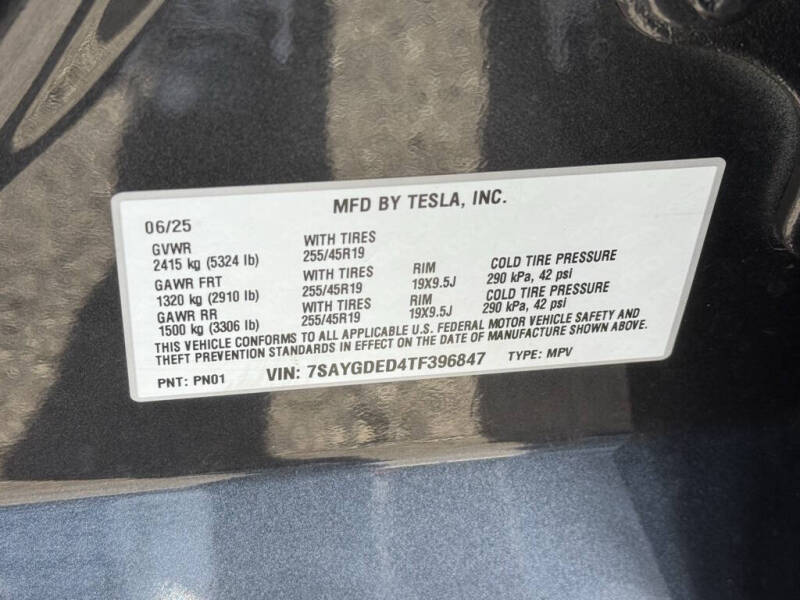 MFD BY TESLA, INC.
06/25
GVWR WITH TIRES
2415 kg (5324 lb) 255/45R19
GAWR FRT WITH TIRES RIM COLD TIRE PRESSURE
1320 kg (2910 lb) 255/45R19 19X9.5J 290 kPa, 42 psi
GAWR RR WITH TIRES RIM COLD TIRE PRESSURE
1500 kg (3306 lb) 255/45R19 19X9.5J 290 kPa, 42 psi
THIS VEHICLE CONFORMS TO ALL APPLICABLE U.S. FEDERAL MOTOR VEHICLE SAFETY AND
THEFT PREVENTION STANDARDS IN EFFECT ON THE DATE OF MANUFACTURE SHOWN ABOVE.
PNT: PN01 VIN: 7SAYGDED4TF396847 TYPE: MPV